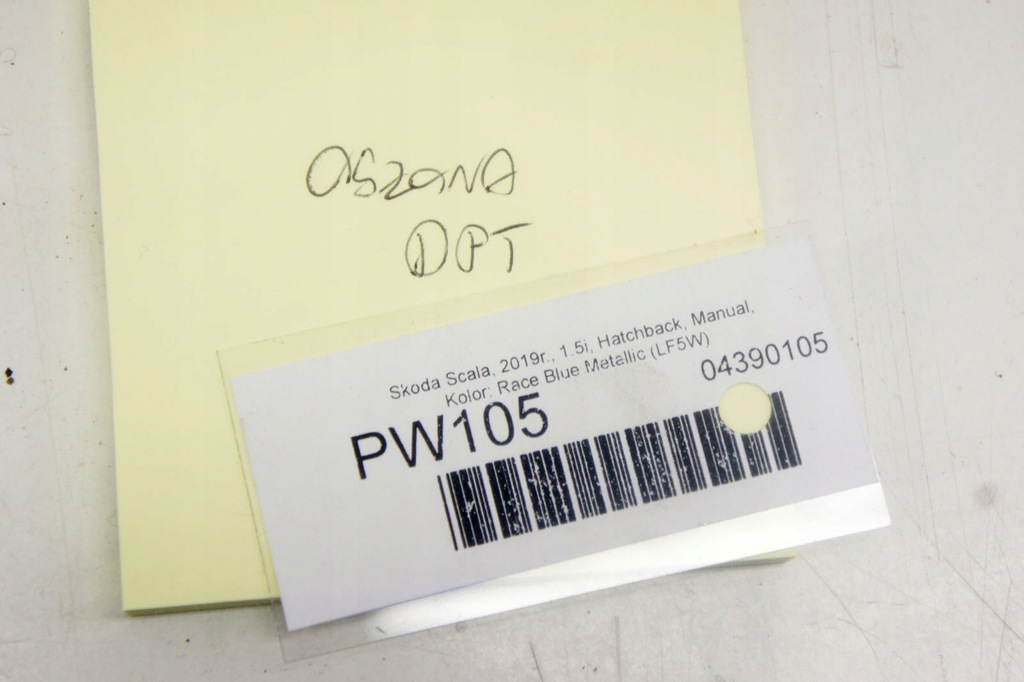 OSZONA
DPT
Skoda Scala, 2019r., 1.5i, Hatchback, Manual,
Kolor: Race Blue Metallic (LF5W)
04390105
PW105